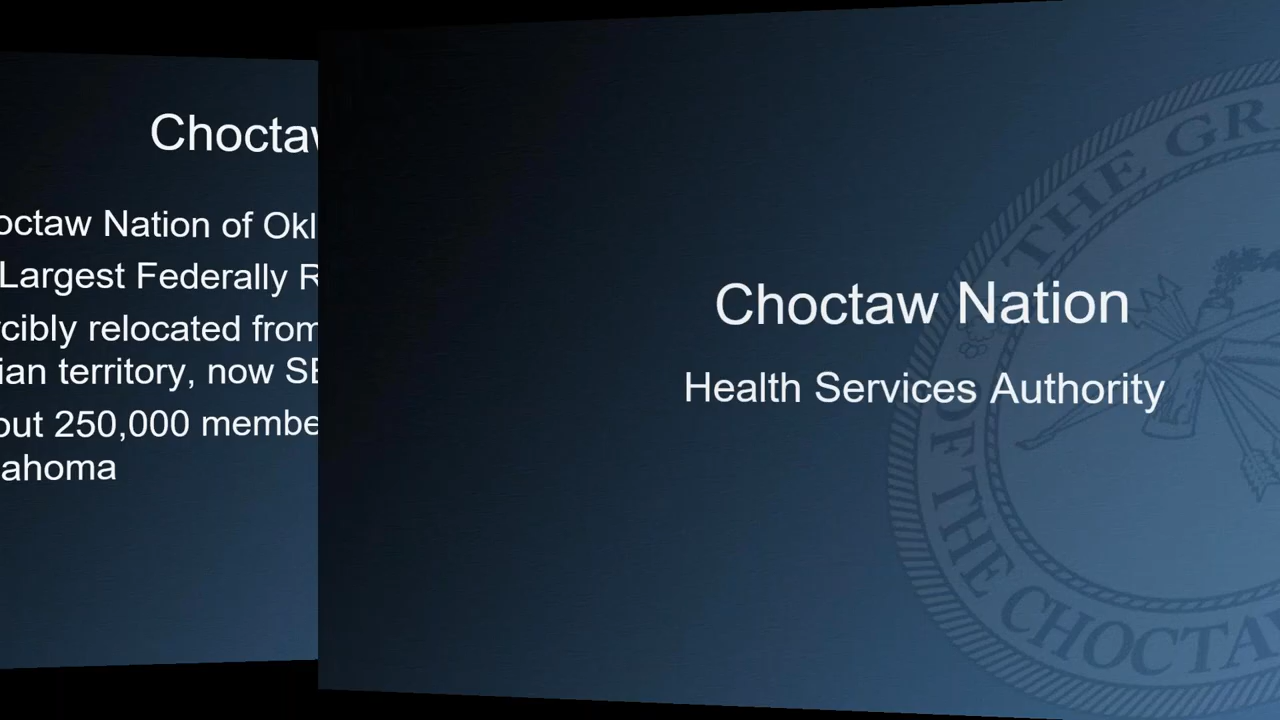 Choctaw
octaw Nation of Okl
Largest Federally R
cibly relocated from
ian territory, now SE
out 250,000 membe
ahoma
Choctaw Nation
Health Services Authority
THE GR
OF THE CHOCTAW